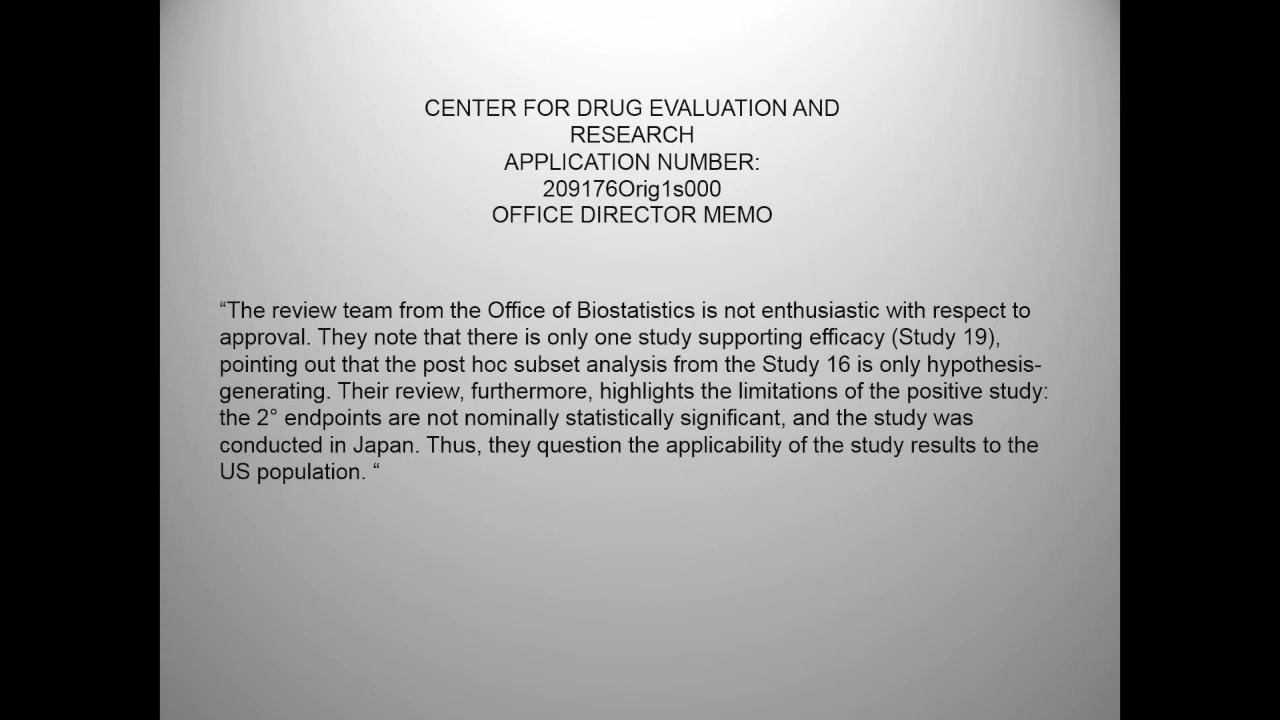 CENTER FOR DRUG EVALUATION AND
RESEARCH
APPLICATION NUMBER:
209176Orig1s000
OFFICE DIRECTOR MEMO
“The review team from the Office of Biostatistics is not enthusiastic with respect to
approval. They note that there is only one study supporting efficacy (Study 19),
pointing out that the post hoc subset analysis from the Study 16 is only hypothesis-
generating. Their review, furthermore, highlights the limitations of the positive study:
the 2° endpoints are not nominally statistically significant, and the study was
conducted in Japan. Thus, they question the applicability of the study results to the
US population. “